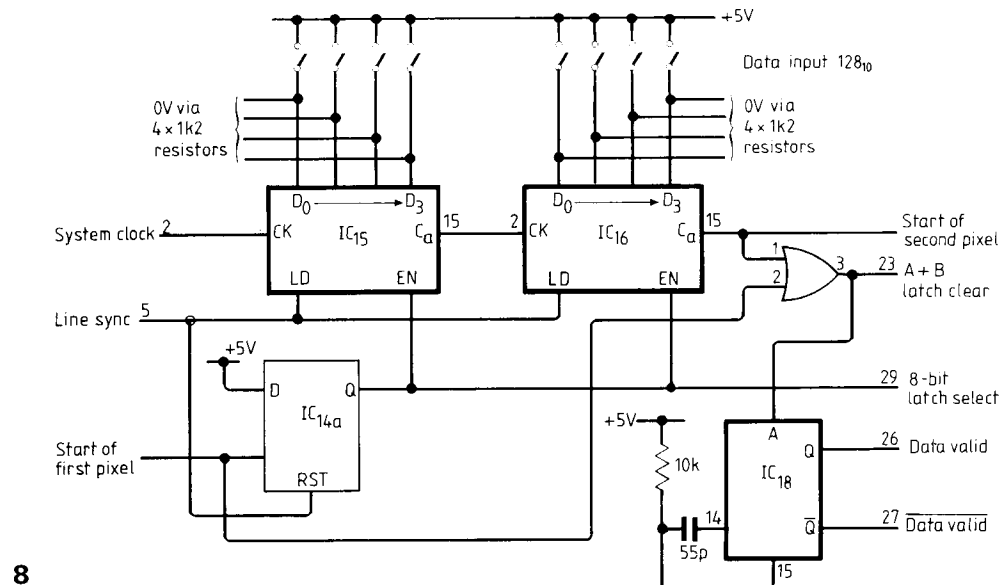 +5V
Data input 128₁₀
0V via
4 x 1k2
resistors
0V via
4 x 1k2
resistors
D₀ → D₃
D₀ → D₃
System clock
2
CK
IC₁₅
Cₐ
15
2
CK
IC₁₆
Cₐ
15
Start of
second pixel
LD
EN
LD
EN
1
2
3
23
A + B
latch clear
Line sync
5
+5V
D
Q
IC₁₄ₐ
RST
29
8-bit
latch select
Start of
first pixel
+5V
10k
A
Q
26
Data valid
IC₁₈
14
55p
Q̅
27
D̅a̅t̅a̅ ̅v̅a̅l̅i̅d̅
15
8